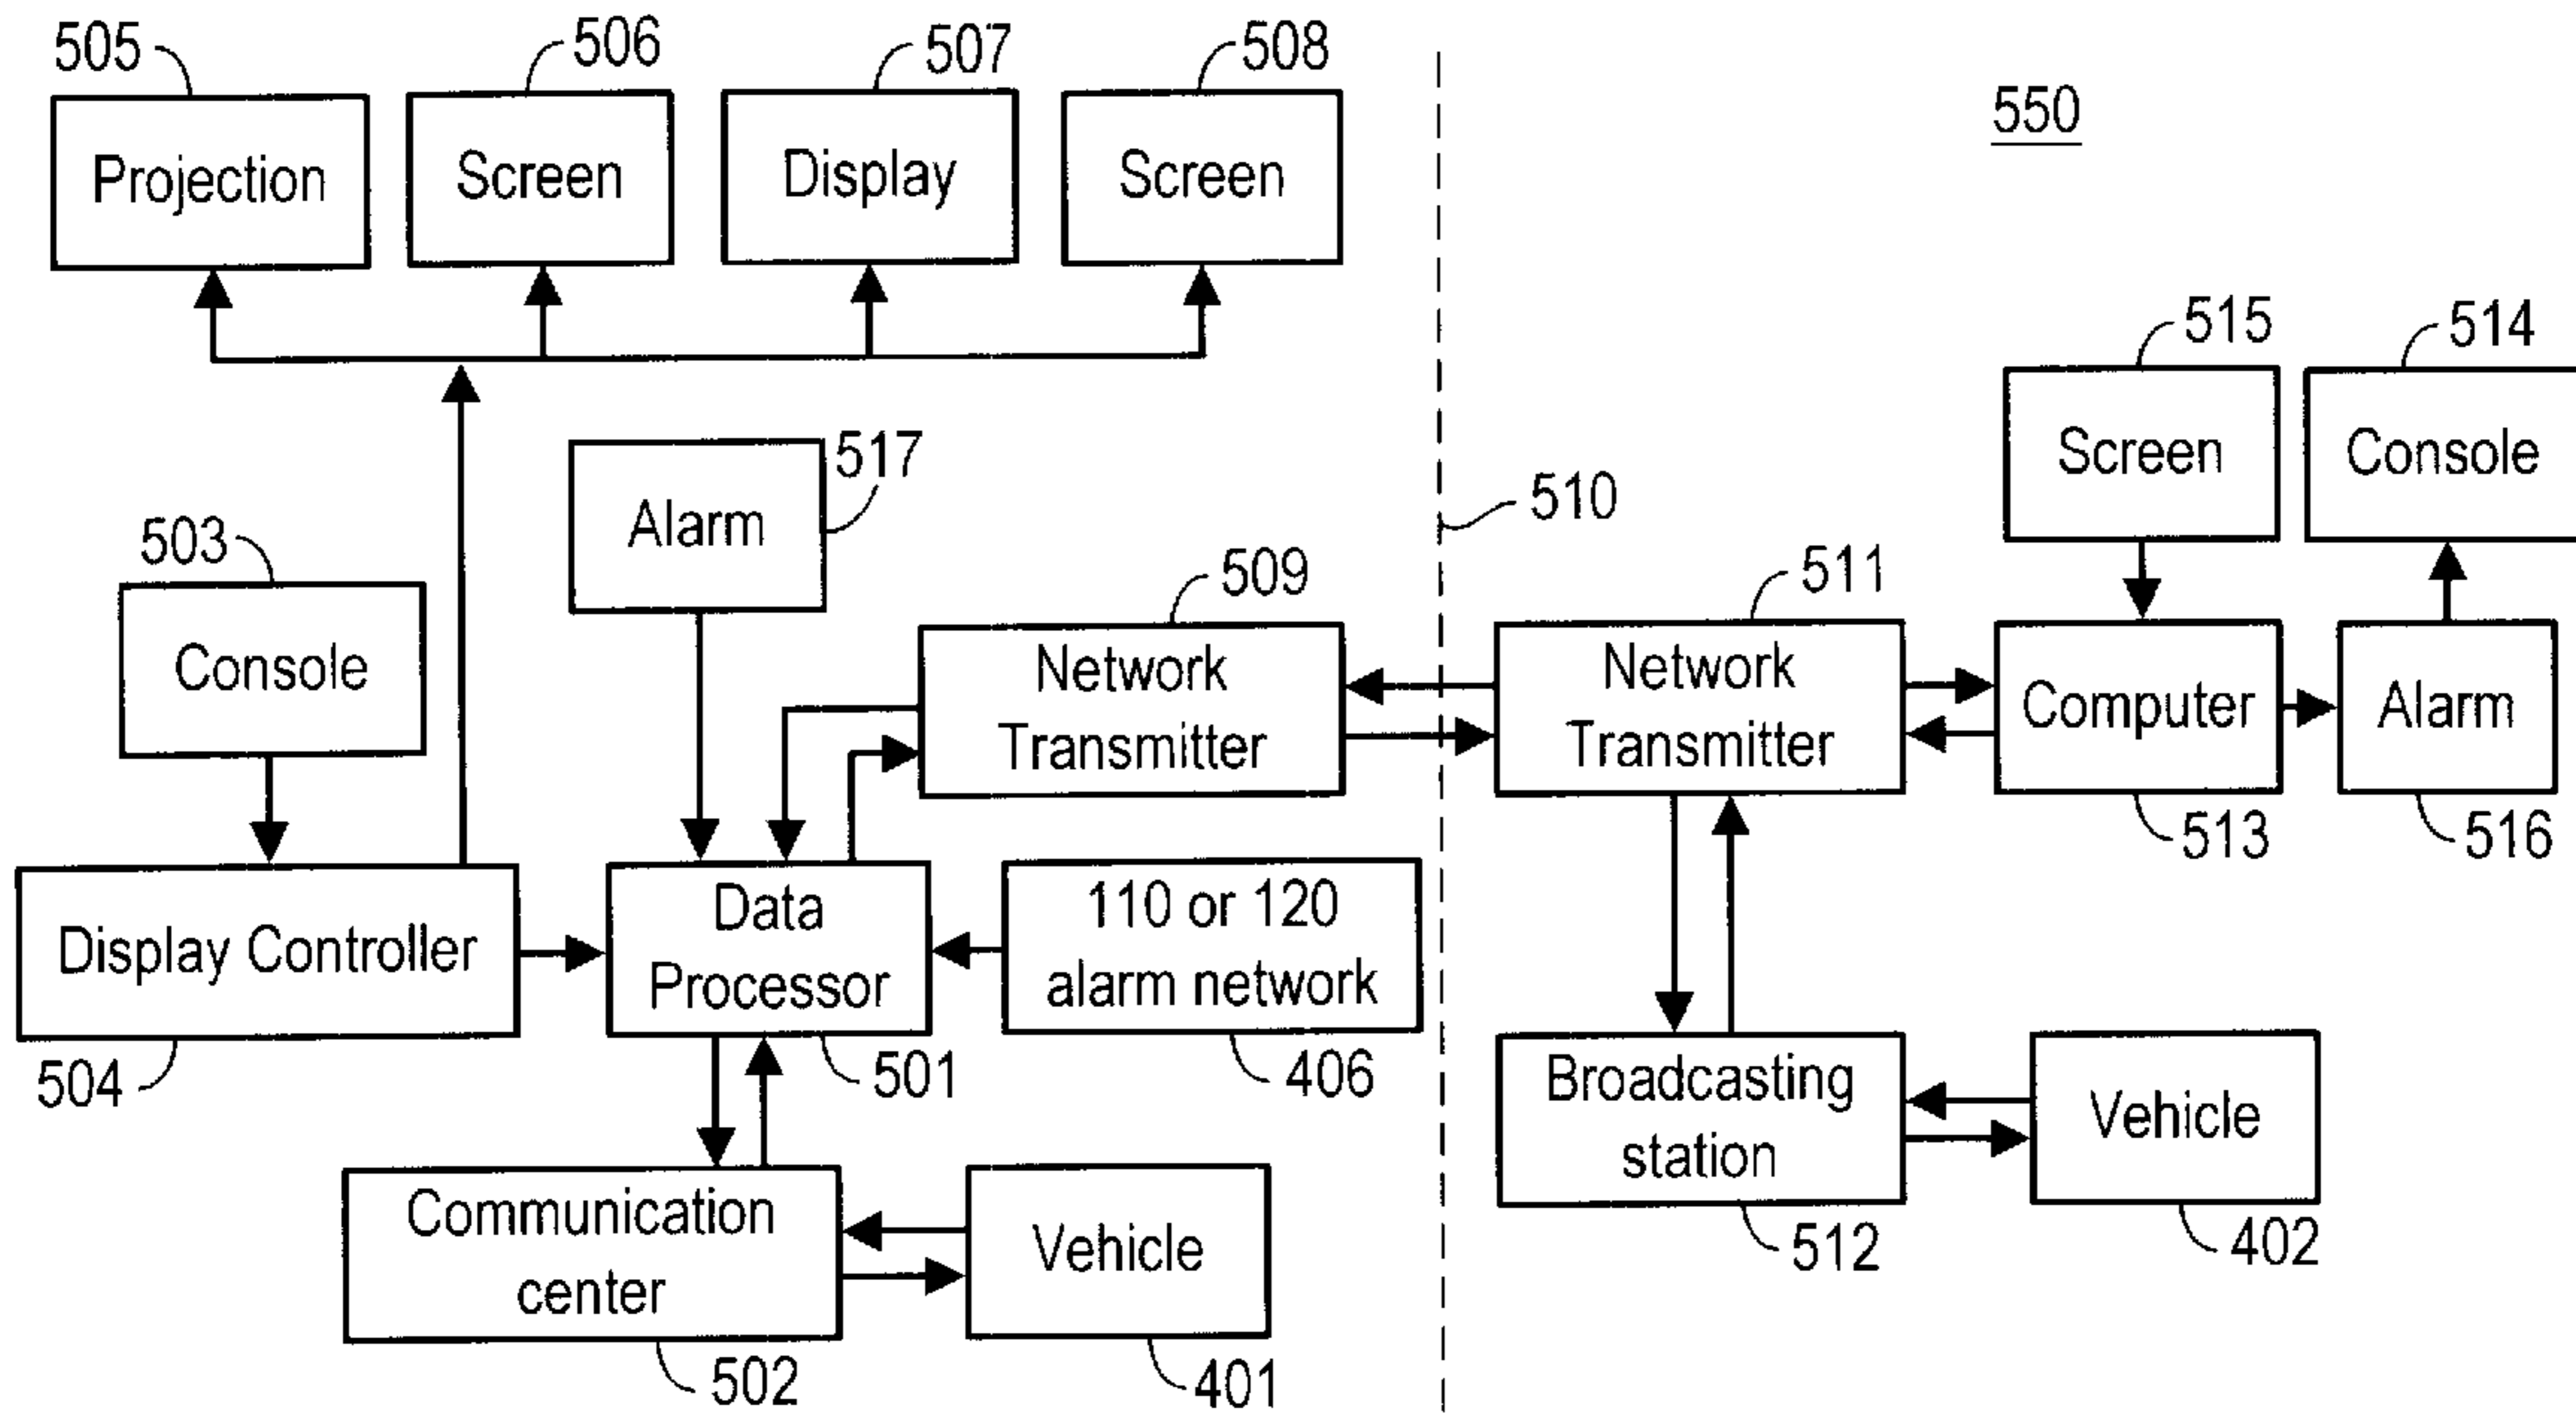 505
506
507
508
550
Projection
Screen
Display
Screen
515
514
Screen
Console
517
Alarm
510
503
509
511
Console
Network
Transmitter
Network
Transmitter
Computer
Alarm
513
516
Display Controller
Data
Processor
110 or 120
alarm network
504
501
406
Broadcasting
station
Vehicle
Communication
center
Vehicle
512
402
502
401